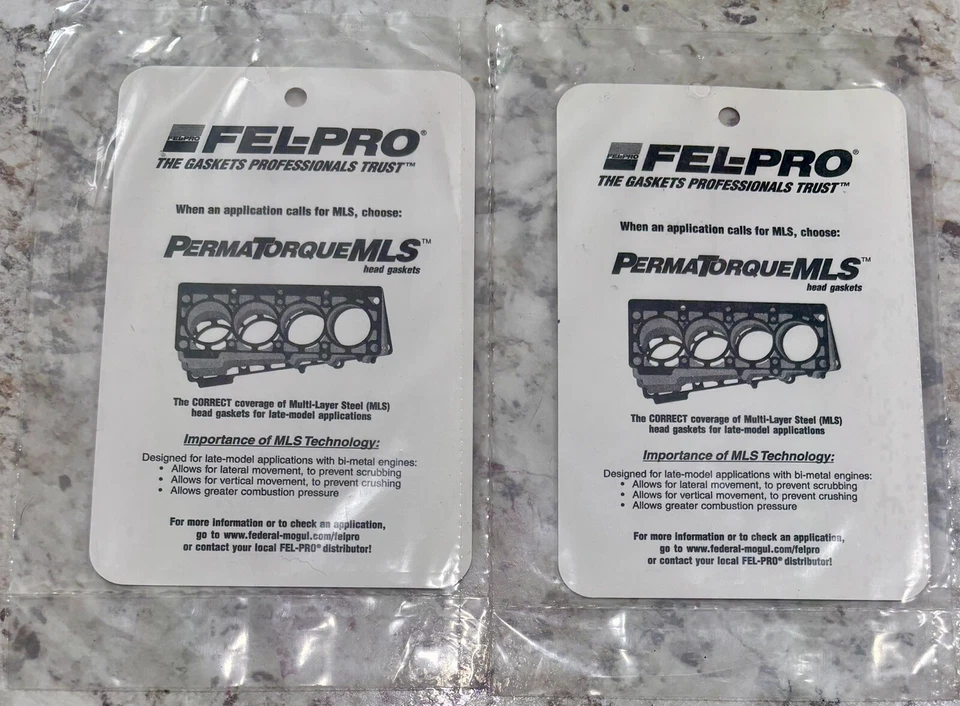 FEL-PRO
FEL-PRO®
THE GASKETS PROFESSIONALS TRUST™
When an application calls for MLS, choose:
PERMATORQUE MLS™
head gaskets
The CORRECT coverage of Multi-Layer Steel (MLS)
head gaskets for late-model applications
Importance of MLS Technology:
Designed for late-model applications with bi-metal engines:
• Allows for lateral movement, to prevent scrubbing
• Allows for vertical movement, to prevent crushing
• Allows greater combustion pressure
For more information or to check an application,
go to www.federal-mogul.com/felpro
or contact your local FEL-PRO® distributor!
FEL-PRO
FEL-PRO®
THE GASKETS PROFESSIONALS TRUST™
When an application calls for MLS, choose:
PERMATORQUE MLS™
head gaskets
The CORRECT coverage of Multi-Layer Steel (MLS)
head gaskets for late-model applications
Importance of MLS Technology:
Designed for late-model applications with bi-metal engines:
• Allows for lateral movement, to prevent scrubbing
• Allows for vertical movement, to prevent crushing
• Allows greater combustion pressure
For more information or to check an application,
go to www.federal-mogul.com/felpro
or contact your local FEL-PRO® distributor!